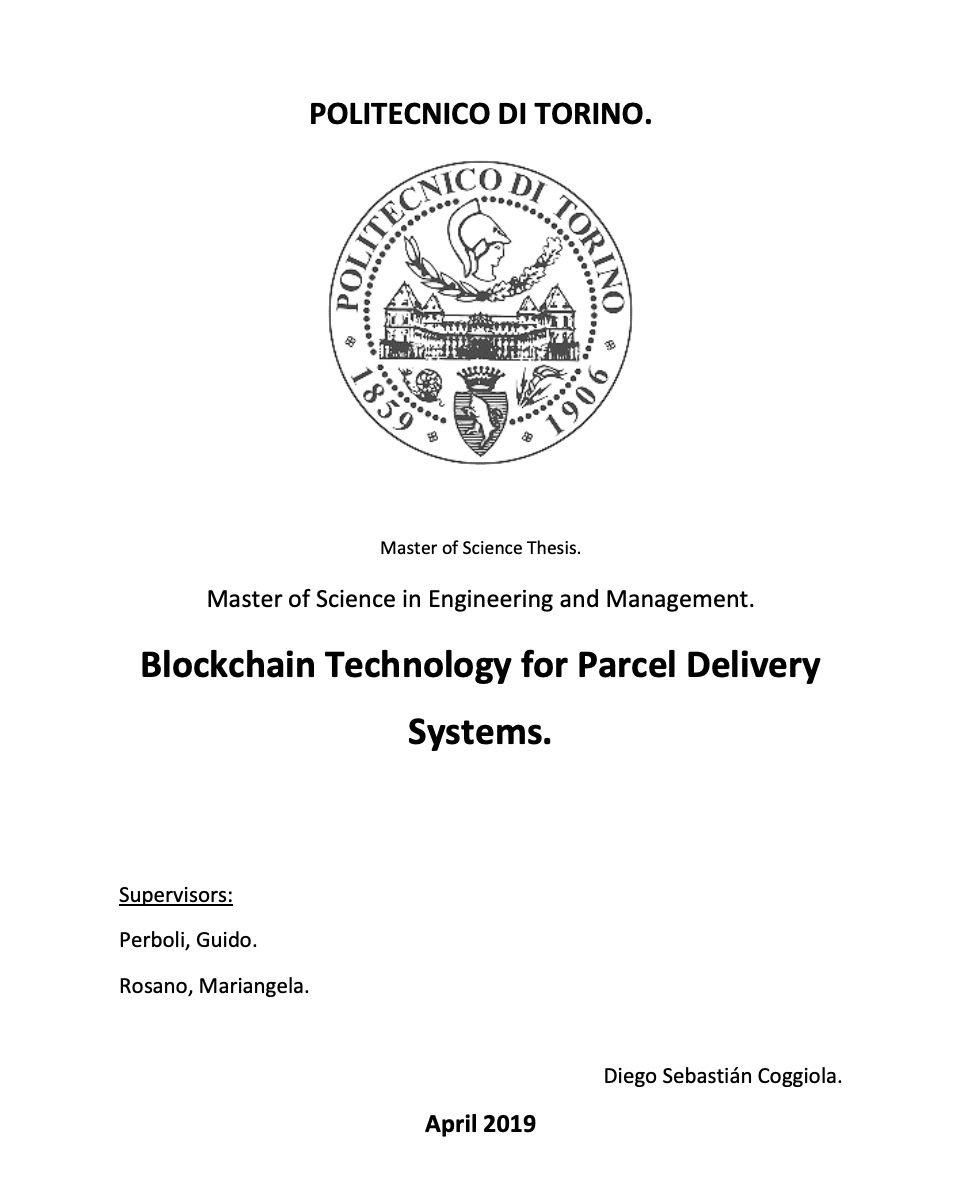 POLITECNICO DI TORINO.
POLITECNICO DI TORINO
1859 1906
Master of Science Thesis.
Master of Science in Engineering and Management.
Blockchain Technology for Parcel Delivery
Systems.
Supervisors:
Perboli, Guido.
Rosano, Mariangela.
Diego Sebastián Coggiola.
April 2019